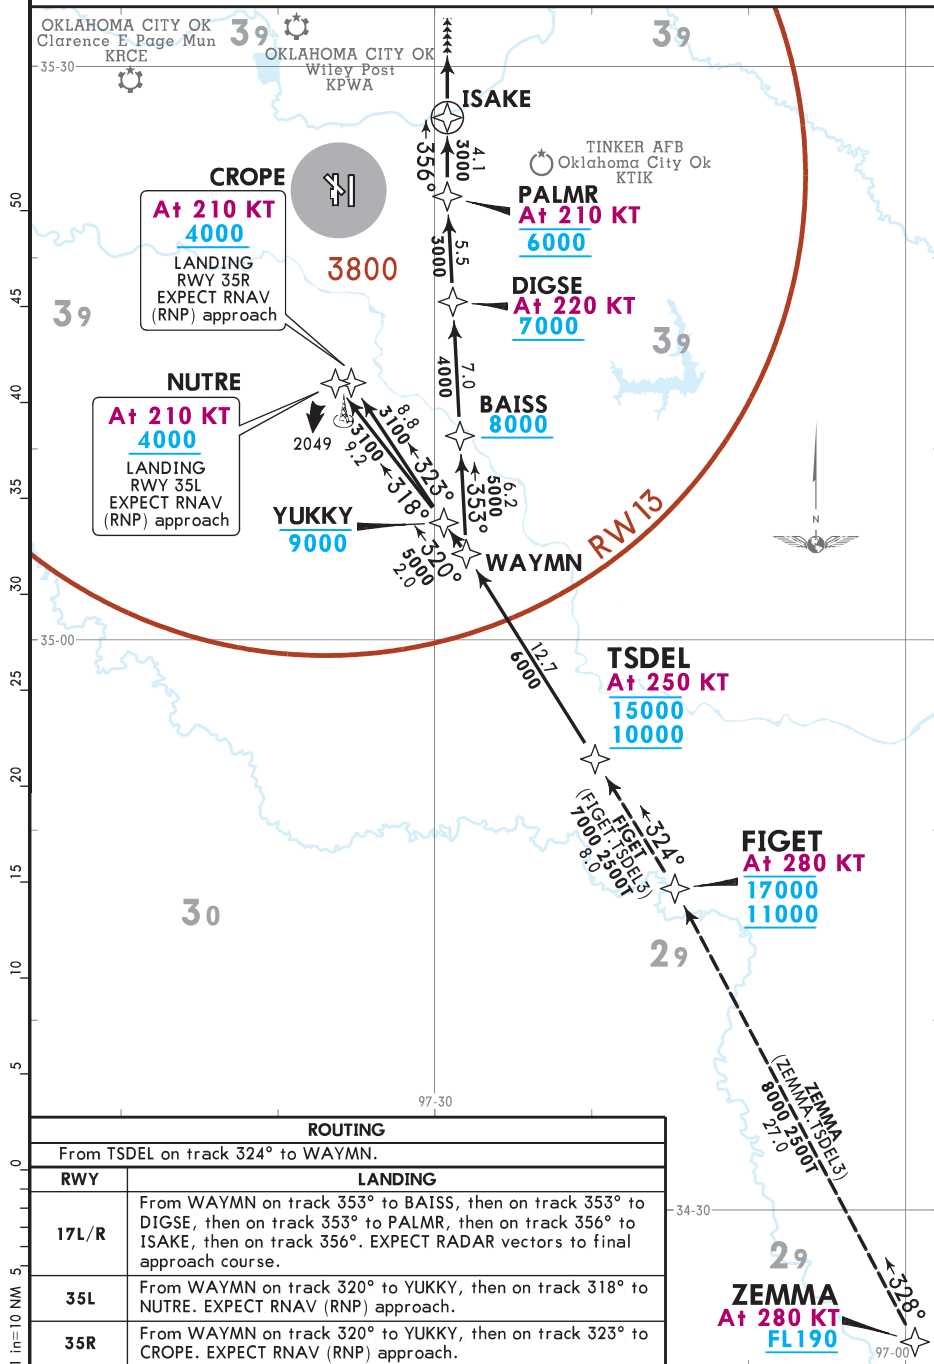 OKLAHOMA CITY OK
Clarence E Page Mun
KRCE
39
OKLAHOMA CITY OK
Wiley Post
KPWA
39
35-30
ISAKE
TINKER AFB
Oklahoma City Ok
KTIK
356°
4.1
3000
CROPE
At 210 KT
4000
LANDING
RWY 35R
EXPECT RNAV
(RNP) approach
PALMR
At 210 KT
6000
3800
5.5
3000
DIGSE
At 220 KT
7000
39
39
NUTRE
At 210 KT
4000
LANDING
RWY 35L
EXPECT RNAV
(RNP) approach
2049
7.0
4000
BAISS
8000
8.8
3100
323°
3100
9.2
318°
6.2
5000
353°
YUKKY
9000
320°
5000
2.0
WAYMN
RW13
N
35-00
12.7
6000
TSDEL
At 250 KT
15000
10000
324°
FIGET
(FIGET.TSDEL3)
7000 2500T
8.0
FIGET
At 280 KT
17000
11000
30
29
ZEMMA
(ZEMMA.TSDEL3)
8000 2500T
27.0
97-30
34-30
29
328°
ZEMMA
At 280 KT
FL190
97-00
50
45
40
35
30
25
20
15
10
5
0
5
1 in=10 NM
ROUTING
From TSDEL on track 324° to WAYMN.
RWY LANDING
17L/R
From WAYMN on track 353° to BAISS, then on track 353° to
DIGSE, then on track 353° to PALMR, then on track 356° to
ISAKE, then on track 356°. EXPECT RADAR vectors to final
approach course.
35L
From WAYMN on track 320° to YUKKY, then on track 318° to
NUTRE. EXPECT RNAV (RNP) approach.
35R
From WAYMN on track 320° to YUKKY, then on track 323° to
CROPE. EXPECT RNAV (RNP) approach.